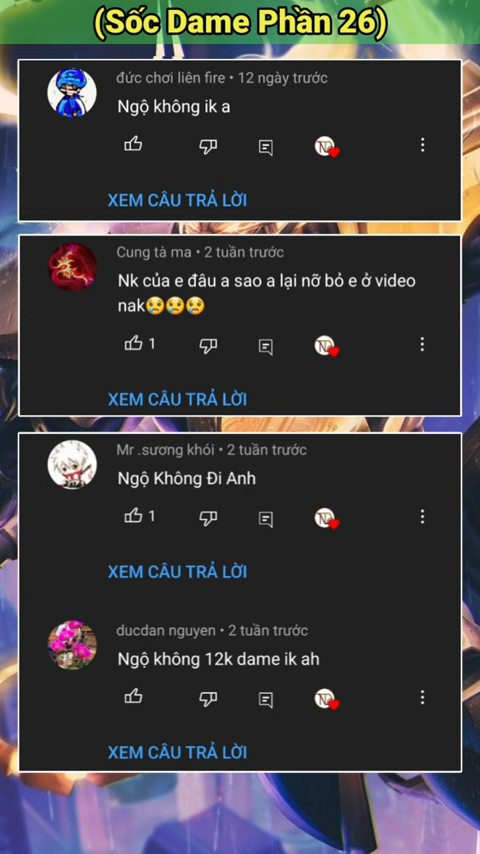 (Sốc Dame Phần 26)
đức chơi liên fire • 12 ngày trước
Ngộ không ik a
XEM CÂU TRẢ LỜI
Cung tà ma • 2 tuần trước
Nk của e đâu a sao a lại nỡ bỏ e ở video
nak😢😢😢
1
XEM CÂU TRẢ LỜI
Mr .sương khói • 2 tuần trước
Ngộ Không Đi Anh
1
XEM CÂU TRẢ LỜI
ducdan nguyen • 2 tuần trước
Ngộ không 12k dame ik ah
XEM CÂU TRẢ LỜI